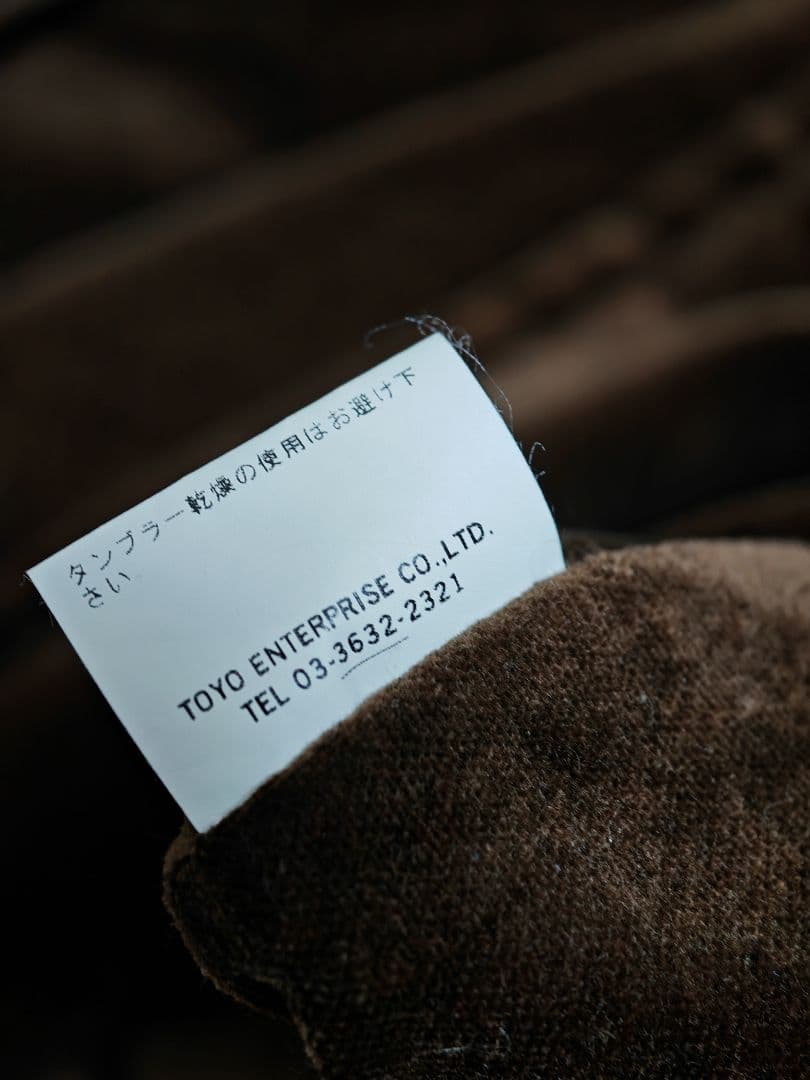 タンブラー乾燥の使用はお避け下
さい
TOYO ENTERPRISE CO.,LTD.
TEL 03-3632-2321